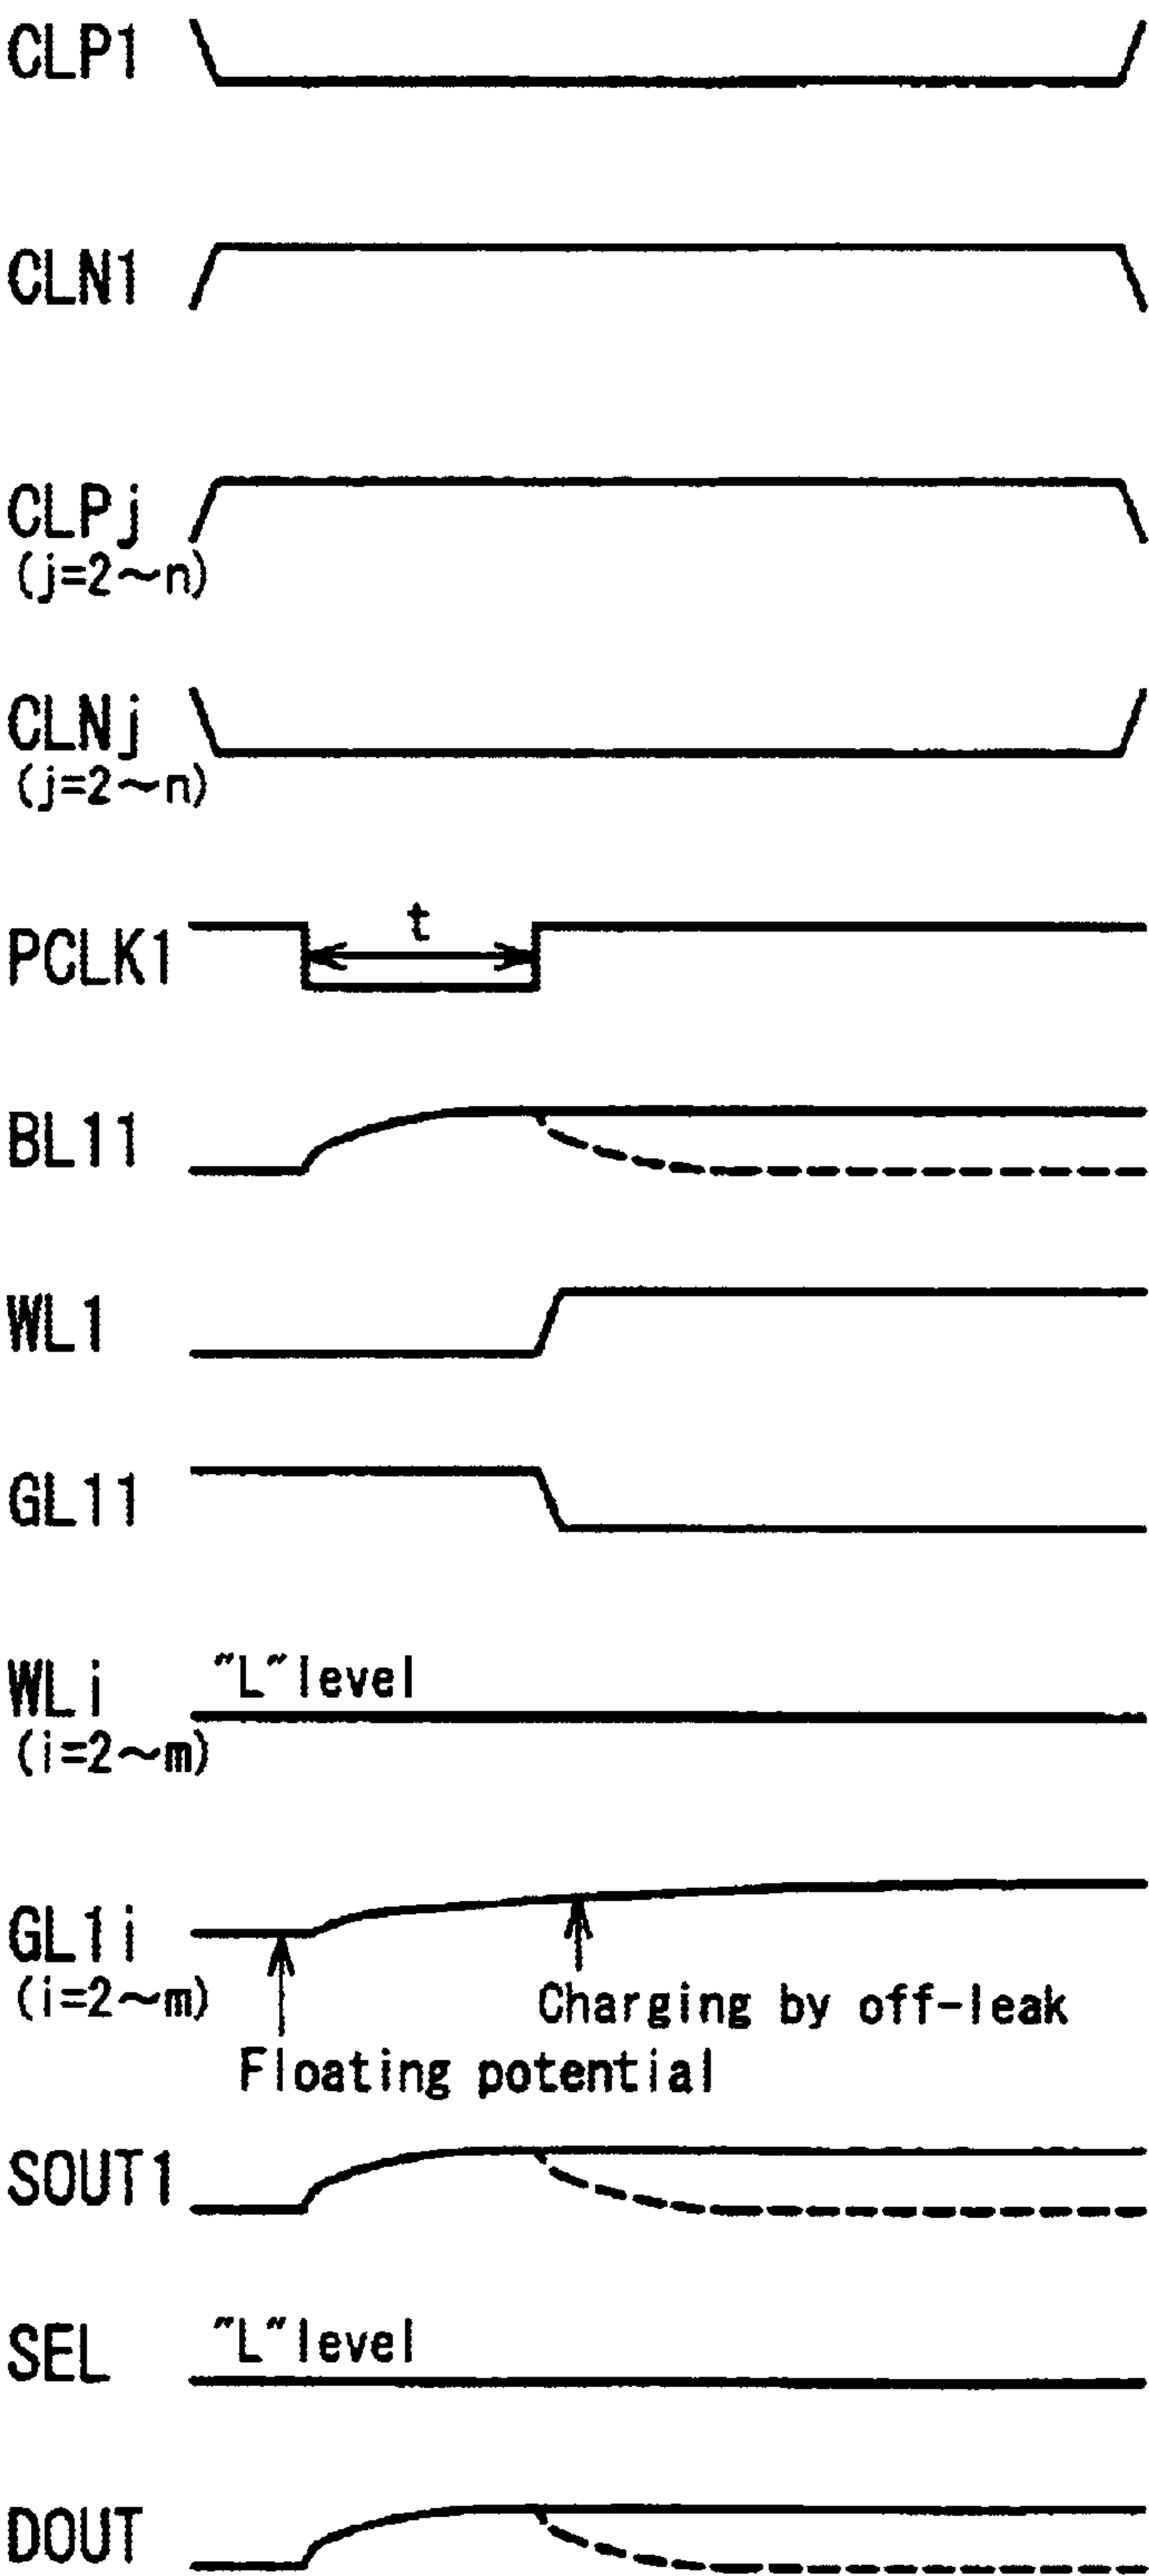 CLP1
CLN1
CLPj
(j=2～n)
CLNj
(j=2～n)
t
PCLK1
BL11
WL1
GL11
WLi "L"level
(i=2～m)
GL1i
(i=2～m)
Charging by off-leak
Floating potential
SOUT1
SEL "L"level
DOUT